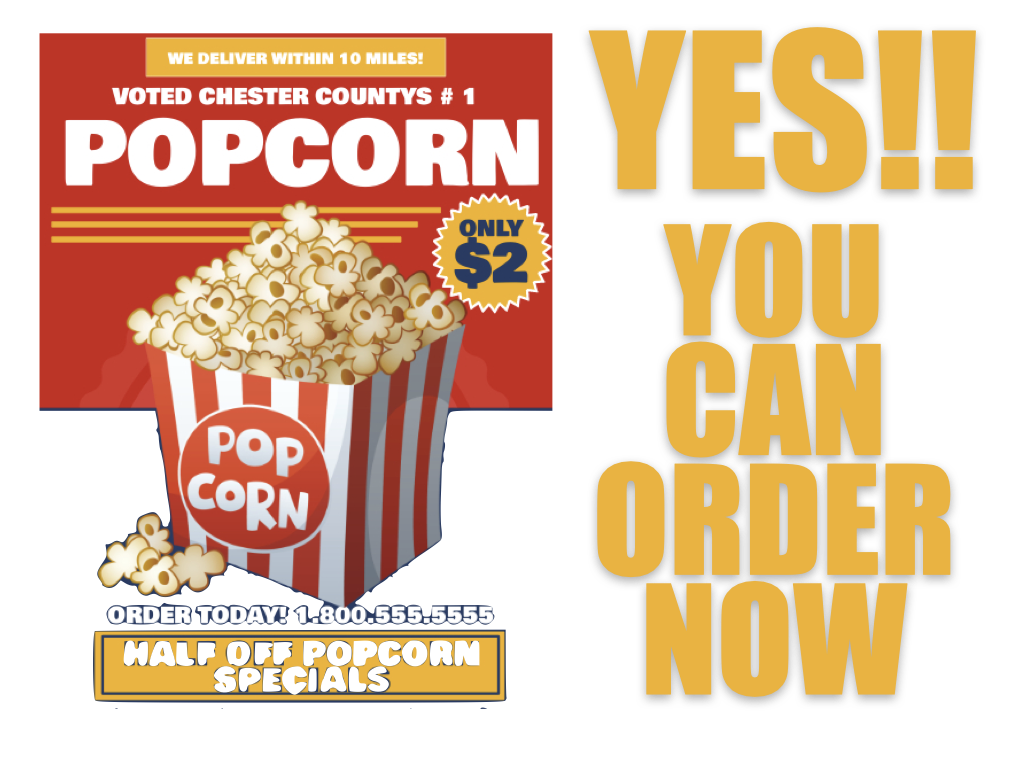 WE DELIVER WITHIN 10 MILES!
VOTED CHESTER COUNTYS # 1
POPCORN
ONLY
$2
POP
CORN
ORDER TODAY! 1.800.555.5555
HALF OFF POPCORN
SPECIALS
YES!!
YOU
CAN
ORDER
NOW